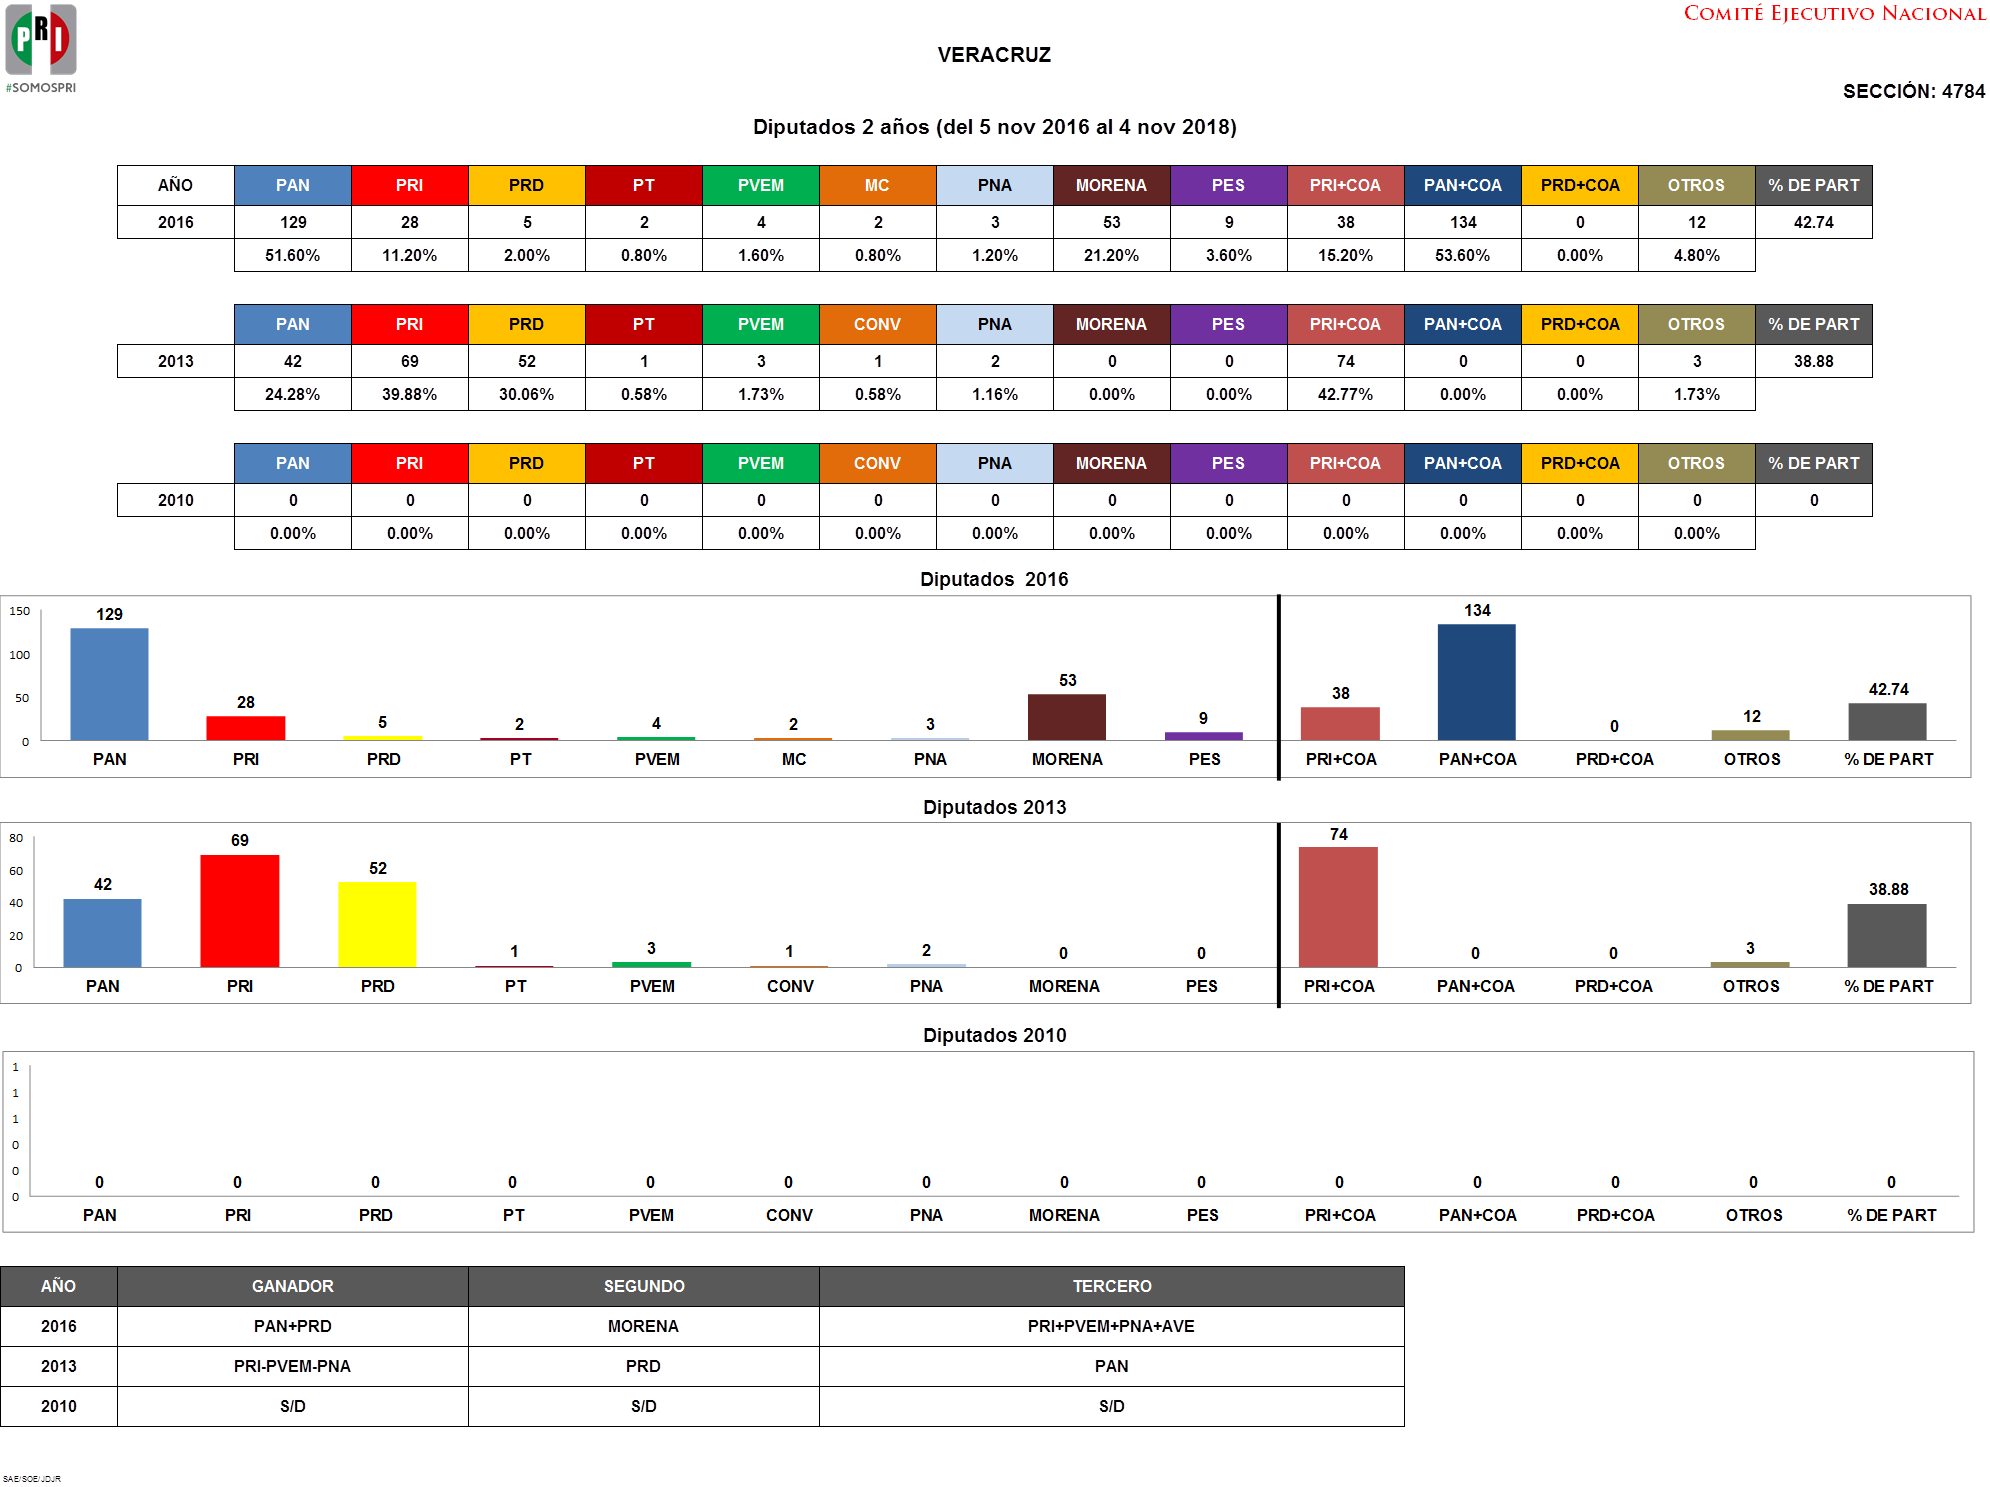 PRI
#SOMOSPRI
COMITÉ EJECUTIVO NACIONAL
VERACRUZ
SECCIÓN: 4784
Diputados 2 años (del 5 nov 2016 al 4 nov 2018)
AÑO PAN PRI PRD PT PVEM MC PNA MORENA PES PRI+COA PAN+COA PRD+COA OTROS % DE PART
2016 129 28 5 2 4 2 3 53 9 38 134 0 12 42.74
51.60% 11.20% 2.00% 0.80% 1.60% 0.80% 1.20% 21.20% 3.60% 15.20% 53.60% 0.00% 4.80%
PAN PRI PRD PT PVEM CONV PNA MORENA PES PRI+COA PAN+COA PRD+COA OTROS % DE PART
2013 42 69 52 1 3 1 2 0 0 74 0 0 3 38.88
24.28% 39.88% 30.06% 0.58% 1.73% 0.58% 1.16% 0.00% 0.00% 42.77% 0.00% 0.00% 1.73%
PAN PRI PRD PT PVEM CONV PNA MORENA PES PRI+COA PAN+COA PRD+COA OTROS % DE PART
2010 0 0 0 0 0 0 0 0 0 0 0 0 0 0
0.00% 0.00% 0.00% 0.00% 0.00% 0.00% 0.00% 0.00% 0.00% 0.00% 0.00% 0.00% 0.00%
Diputados 2016
150
100
50
0
129 28 5 2 4 2 3 53 9 38 134 0 12 42.74
PAN PRI PRD PT PVEM MC PNA MORENA PES PRI+COA PAN+COA PRD+COA OTROS % DE PART
Diputados 2013
80
60
40
20
0
42 69 52 1 3 1 2 0 0 74 0 0 3 38.88
PAN PRI PRD PT PVEM CONV PNA MORENA PES PRI+COA PAN+COA PRD+COA OTROS % DE PART
Diputados 2010
1
1
1
0
0
0
0 0 0 0 0 0 0 0 0 0 0 0 0 0
PAN PRI PRD PT PVEM CONV PNA MORENA PES PRI+COA PAN+COA PRD+COA OTROS % DE PART
AÑO GANADOR SEGUNDO TERCERO
2016 PAN+PRD MORENA PRI+PVEM+PNA+AVE
2013 PRI-PVEM-PNA PRD PAN
2010 S/D S/D S/D
SAE/SOE/JDJR